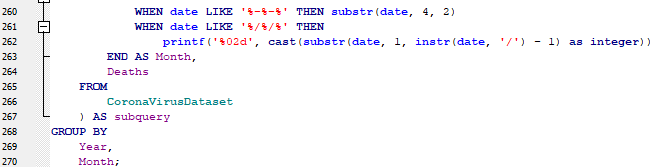 260 WHEN date LIKE '%-%-%' THEN substr(date, 4, 2)
261 WHEN date LIKE '%/%/%' THEN
262 printf('%02d', cast(substr(date, 1, instr(date, '/') - 1) as integer))
263 END AS Month,
264 Deaths
265 FROM
266 CoronaVirusDataset
267 ) AS subquery
268 GROUP BY
269 Year,
270 Month;